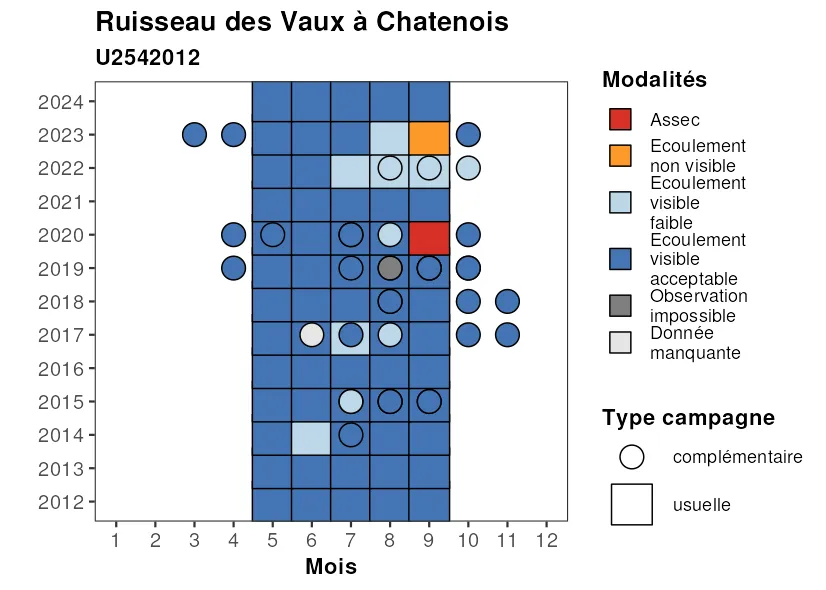 Ruisseau des Vaux à Chatenois
U2542012
2024
2023
2022
2021
2020
2019
2018
2017
2016
2015
2014
2013
2012
1 2 3 4 5 6 7 8 9 10 11 12
Mois
Modalités
Assec
Ecoulement
non visible
Ecoulement
visible
faible
Ecoulement
visible
acceptable
Observation
impossible
Donnée
manquante
Type campagne
complémentaire
usuelle